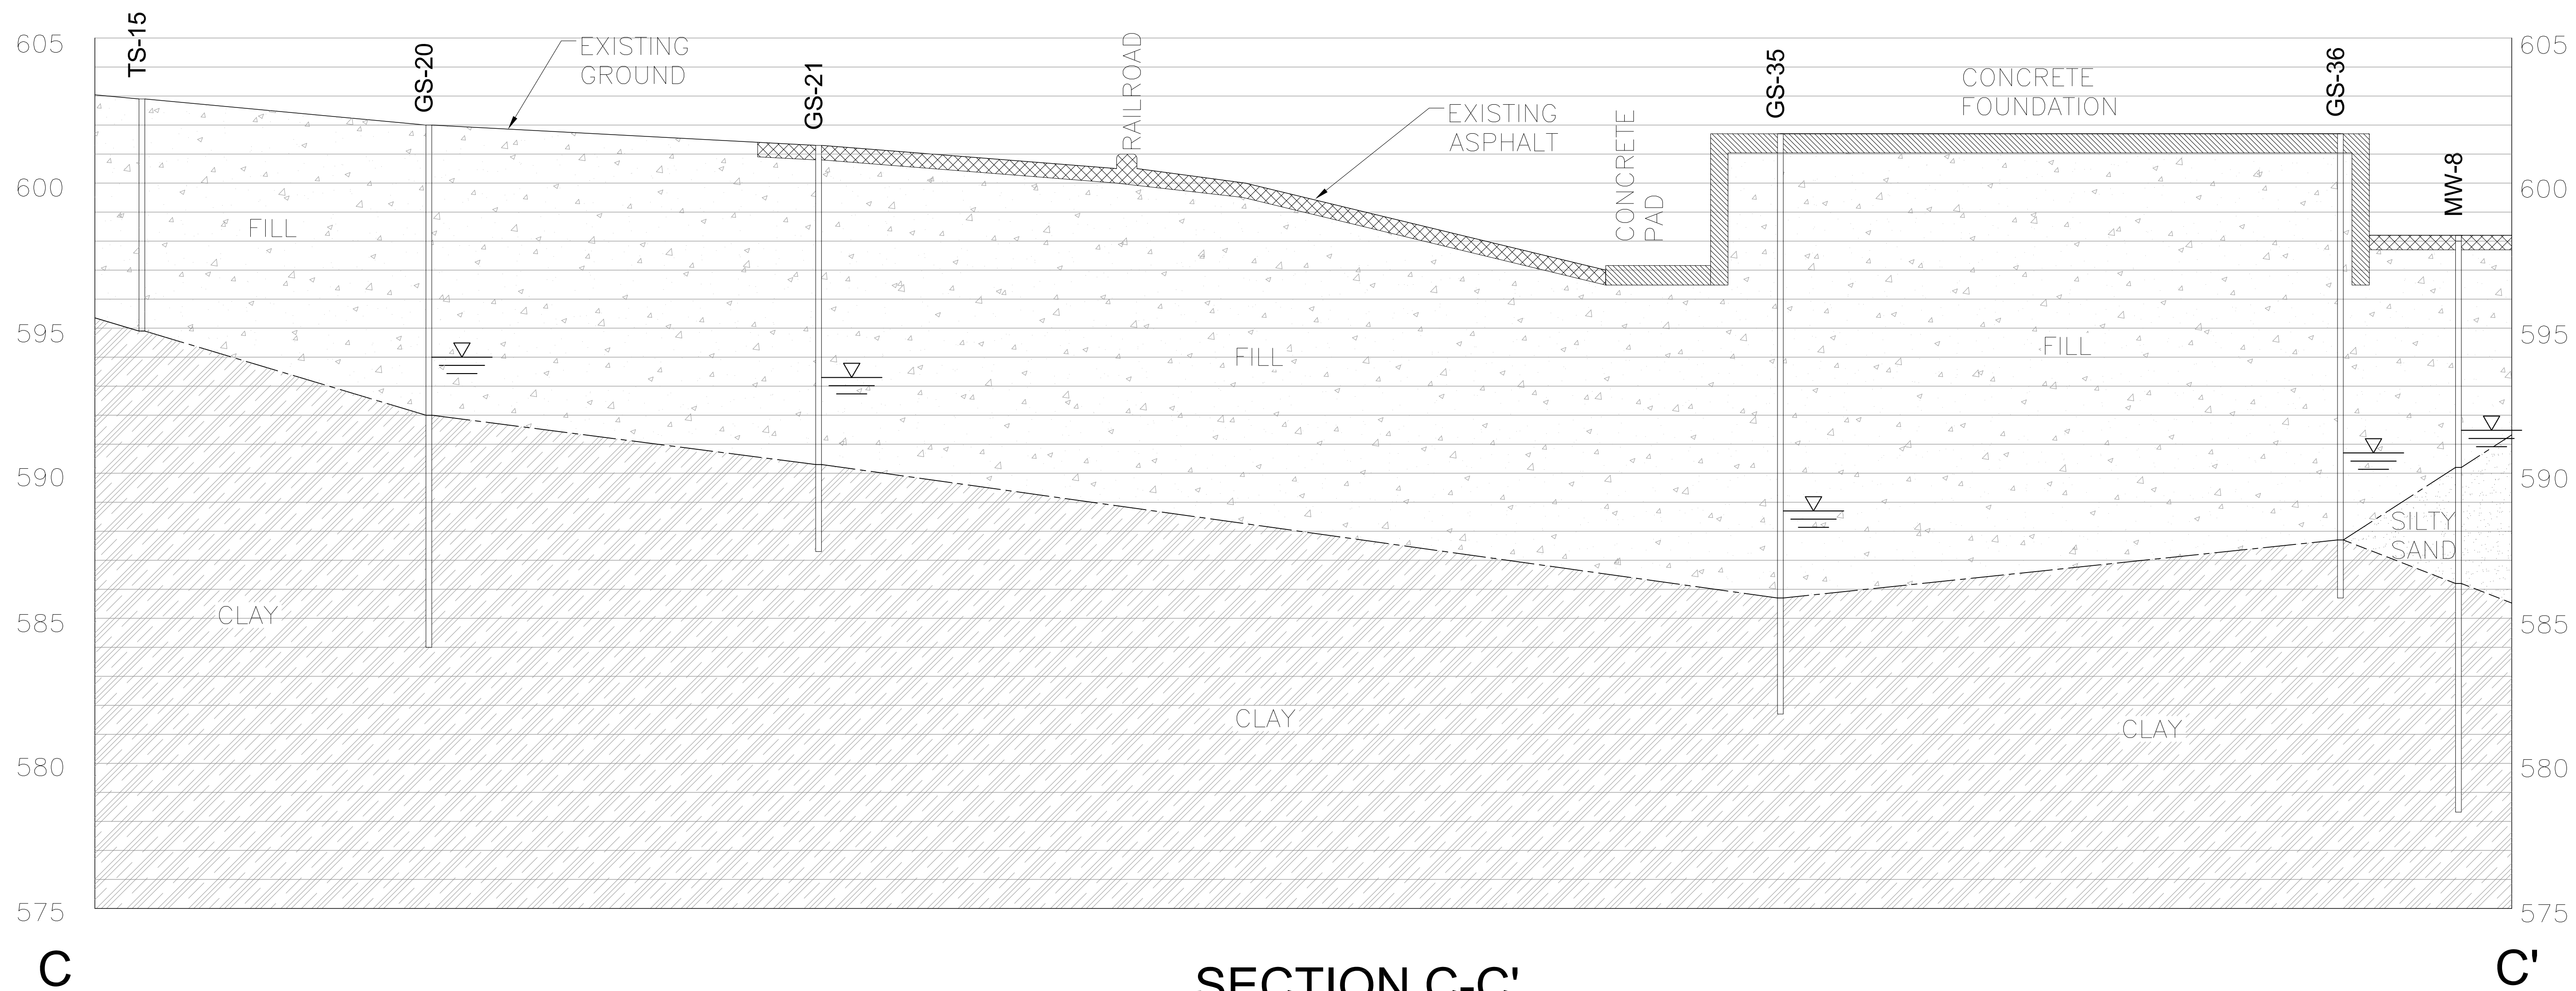 605
TS-15
GS-20
EXISTING
GROUND
GS-21
RAILROAD
EXISTING
ASPHALT
CONCRETE
PAD
GS-35
CONCRETE
FOUNDATION
GS-36
MW-8
605
600
600
FILL
595
FILL
FILL
595
590
590
SILTY
SAND
585
CLAY
585
CLAY
CLAY
580
580
575
575
C
SECTION C-C'
C'